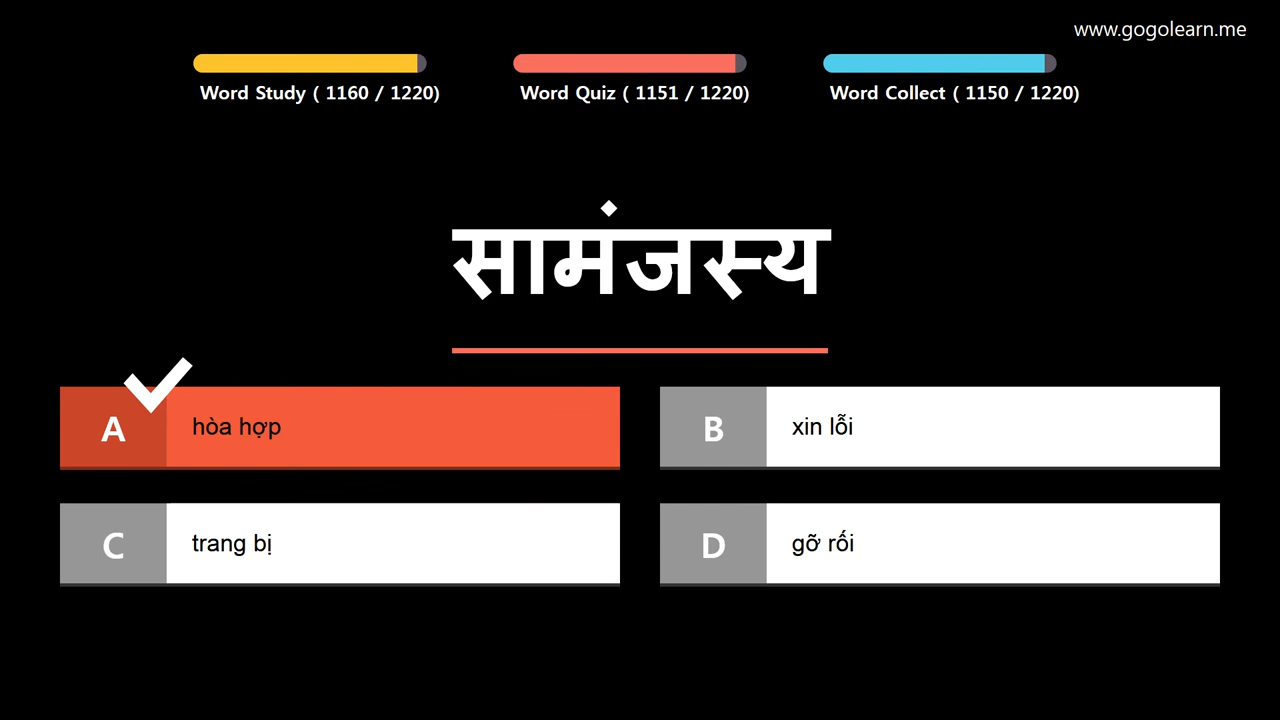 www.gogolearn.me
Word Study ( 1160 / 1220)
Word Quiz ( 1151 / 1220)
Word Collect ( 1150 / 1220)
सामंजस्य
A hòa hợp
B xin lỗi
C trang bị
D gỡ rối